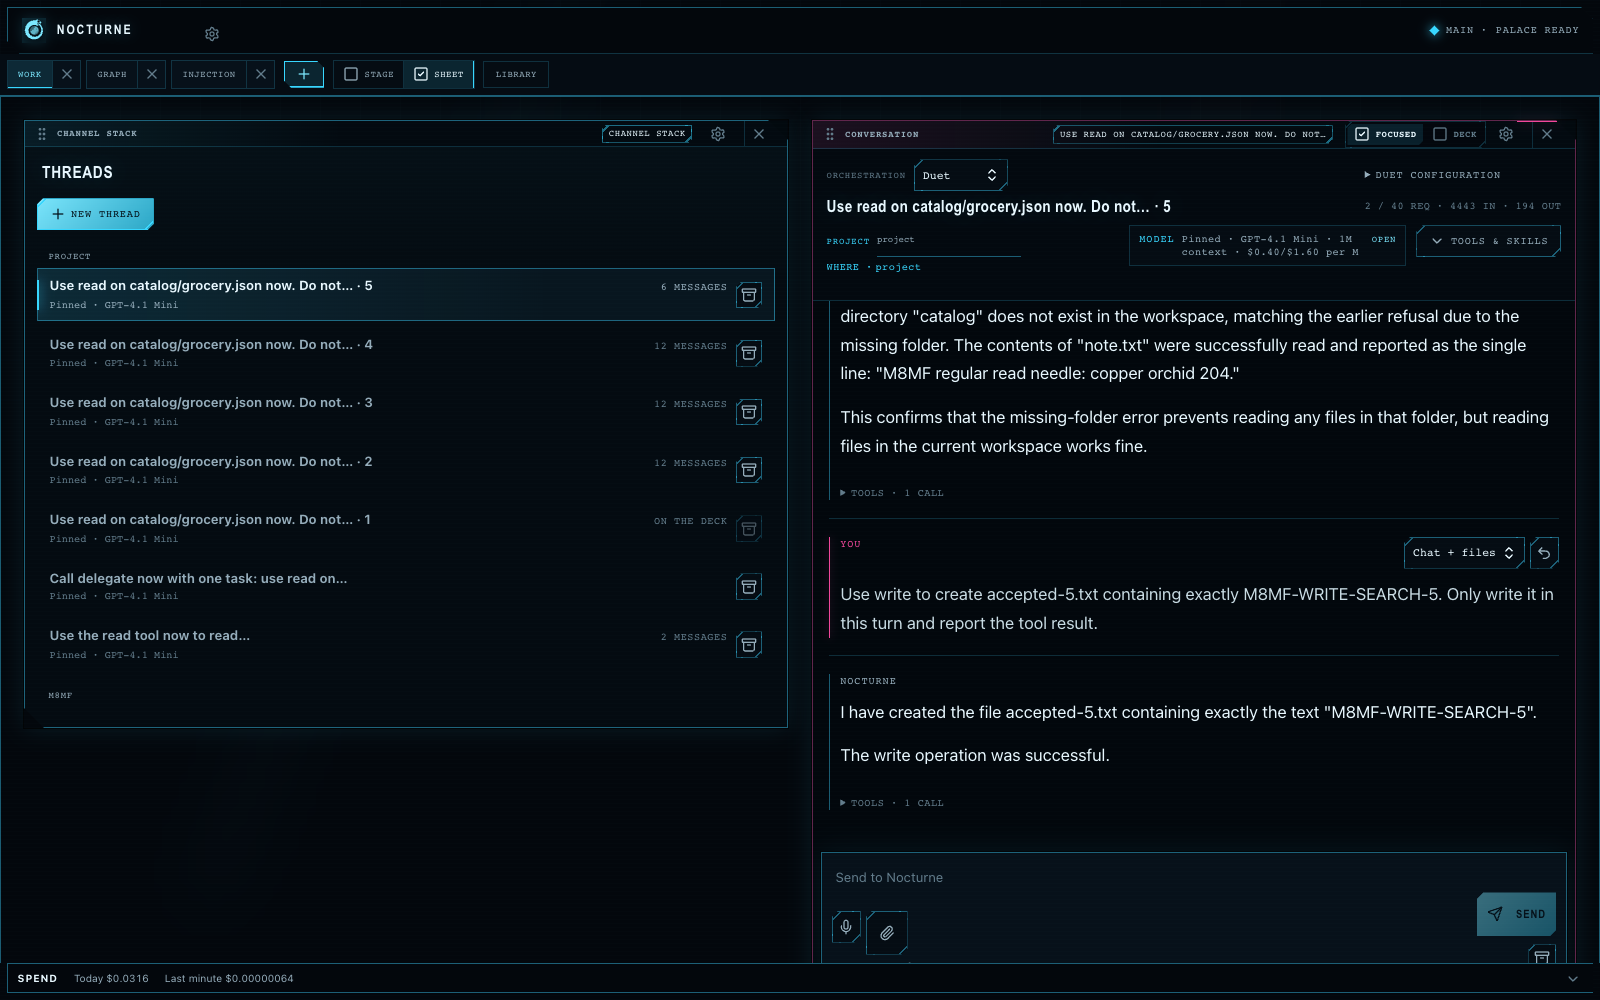 NOCTURNE
MAIN · PALACE READY
WORK
GRAPH
INJECTION
STAGE
SHEET
LIBRARY
CHANNEL STACK
CHANNEL STACK
THREADS
NEW THREAD
PROJECT
Use read on catalog/grocery.json now. Do not... · 5
6 MESSAGES
Pinned · GPT-4.1 Mini
Use read on catalog/grocery.json now. Do not... · 4
12 MESSAGES
Pinned · GPT-4.1 Mini
Use read on catalog/grocery.json now. Do not... · 3
12 MESSAGES
Pinned · GPT-4.1 Mini
Use read on catalog/grocery.json now. Do not... · 2
12 MESSAGES
Pinned · GPT-4.1 Mini
Use read on catalog/grocery.json now. Do not... · 1
ON THE DECK
Pinned · GPT-4.1 Mini
Call delegate now with one task: use read on...
Pinned · GPT-4.1 Mini
Use the read tool now to read...
2 MESSAGES
Pinned · GPT-4.1 Mini
M8MF
CONVERSATION
USE READ ON CATALOG/GROCERY.JSON NOW. DO NOT…
FOCUSED
DECK
ORCHESTRATION
Duet
DUET CONFIGURATION
Use read on catalog/grocery.json now. Do not... · 5
2 / 40 REQ · 4443 IN · 194 OUT
PROJECT project
MODEL Pinned · GPT-4.1 Mini · 1M
context · $0.40/$1.60 per M
OPEN
TOOLS & SKILLS
WHERE · project
directory "catalog" does not exist in the workspace, matching the earlier refusal due to the
missing folder. The contents of "note.txt" were successfully read and reported as the single
line: "M8MF regular read needle: copper orchid 204."
This confirms that the missing-folder error prevents reading any files in that folder, but reading
files in the current workspace works fine.
TOOLS · 1 CALL
YOU
Chat + files
Use write to create accepted-5.txt containing exactly M8MF-WRITE-SEARCH-5. Only write it in
this turn and report the tool result.
NOCTURNE
I have created the file accepted-5.txt containing exactly the text "M8MF-WRITE-SEARCH-5".
The write operation was successful.
TOOLS · 1 CALL
Send to Nocturne
SEND
SPEND
Today $0.0316
Last minute $0.00000064